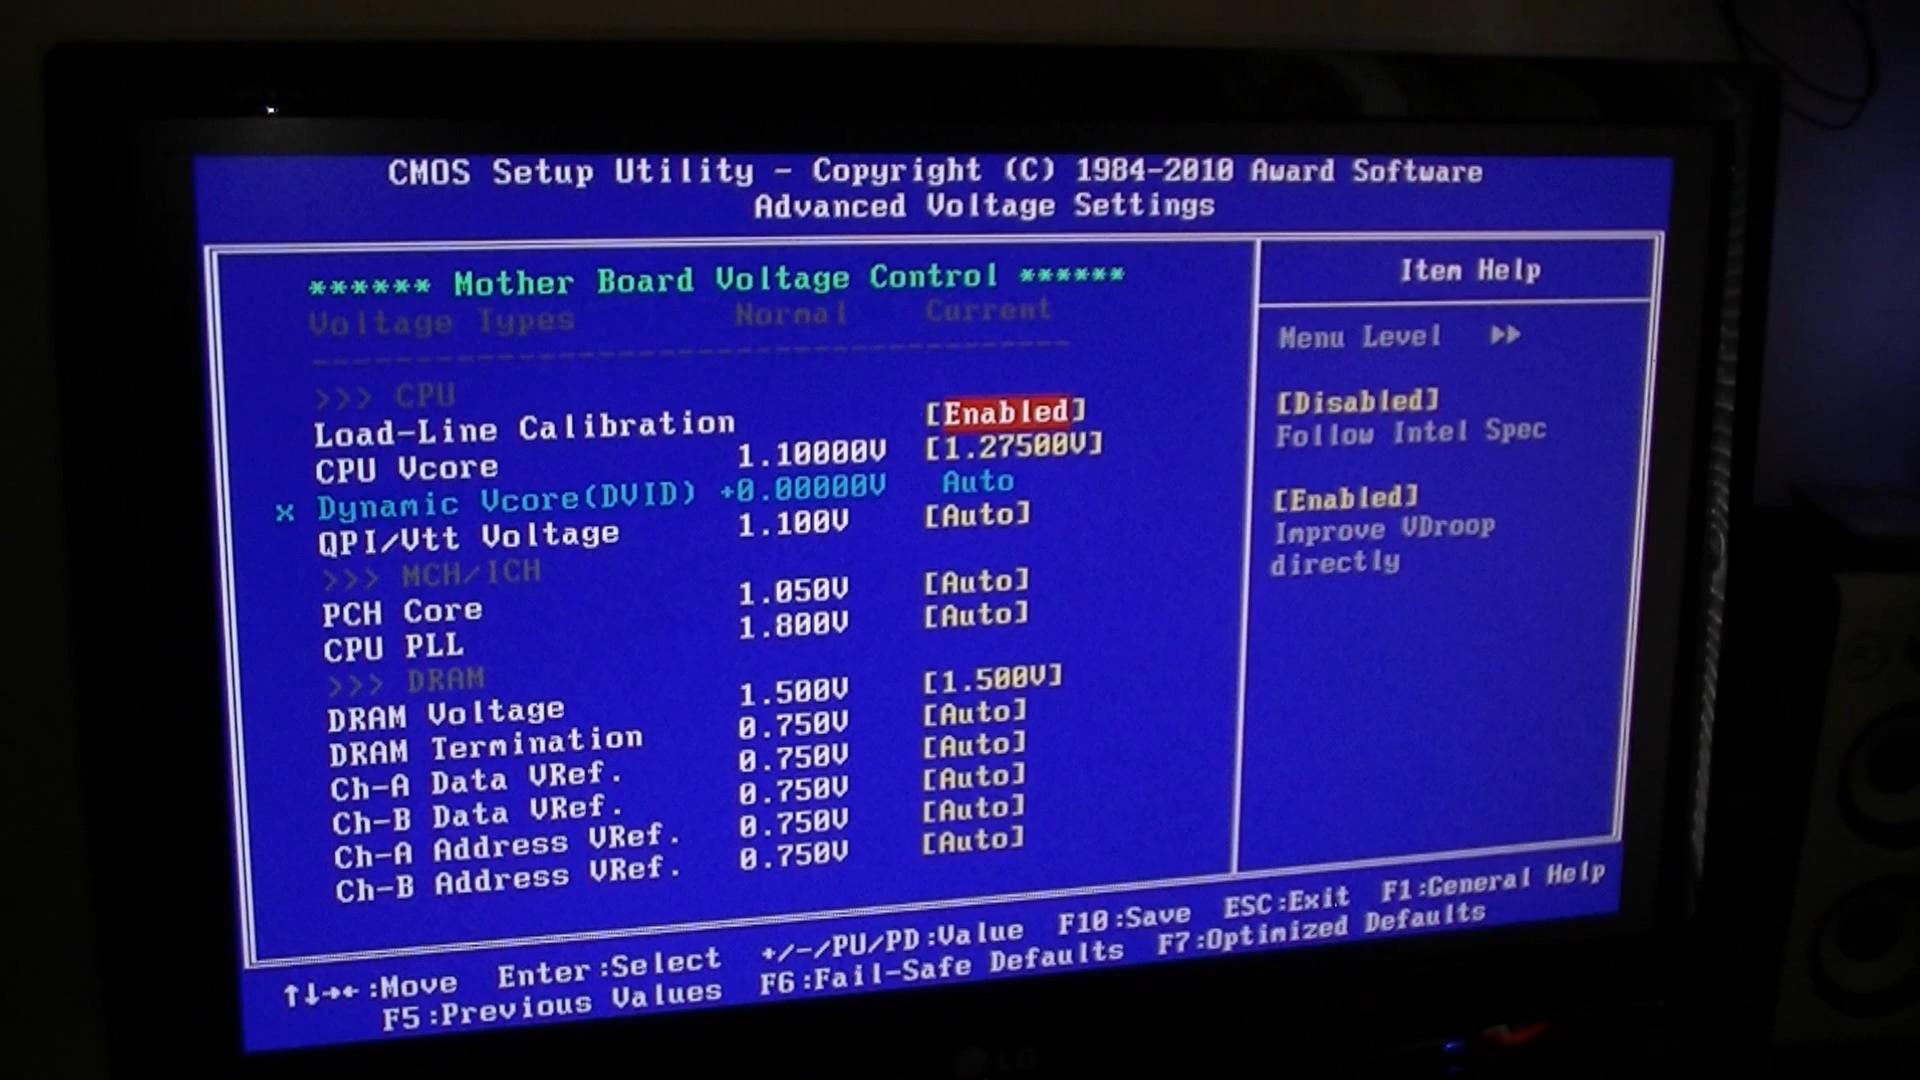 CMOS Setup Utility - Copyright (C) 1984-2010 Award Software
Advanced Voltage Settings
****** Mother Board Voltage Control ******
Voltage Types Normal Current
----------------------------------------
>>> CPU
Load-Line Calibration [Enabled]
CPU Vcore 1.10000V [1.27500V]
x Dynamic Vcore(DVID) +0.00000V Auto
QPI/Vtt Voltage 1.100V [Auto]
>>> MCH/ICH
PCH Core 1.050V [Auto]
CPU PLL 1.800V [Auto]
>>> DRAM
DRAM Voltage 1.500V [1.500V]
DRAM Termination 0.750V [Auto]
Ch-A Data VRef. 0.750V [Auto]
Ch-B Data VRef. 0.750V [Auto]
Ch-A Address VRef. 0.750V [Auto]
Ch-B Address VRef. 0.750V [Auto]
Item Help
Menu Level ▶▶
[Disabled]
Follow Intel Spec
[Enabled]
Improve VDroop
directly
↑↓→←:Move Enter:Select +/-/PU/PD:Value F10:Save ESC:Exit F1:General Help
F5:Previous Values F6:Fail-Safe Defaults F7:Optimized Defaults
LG